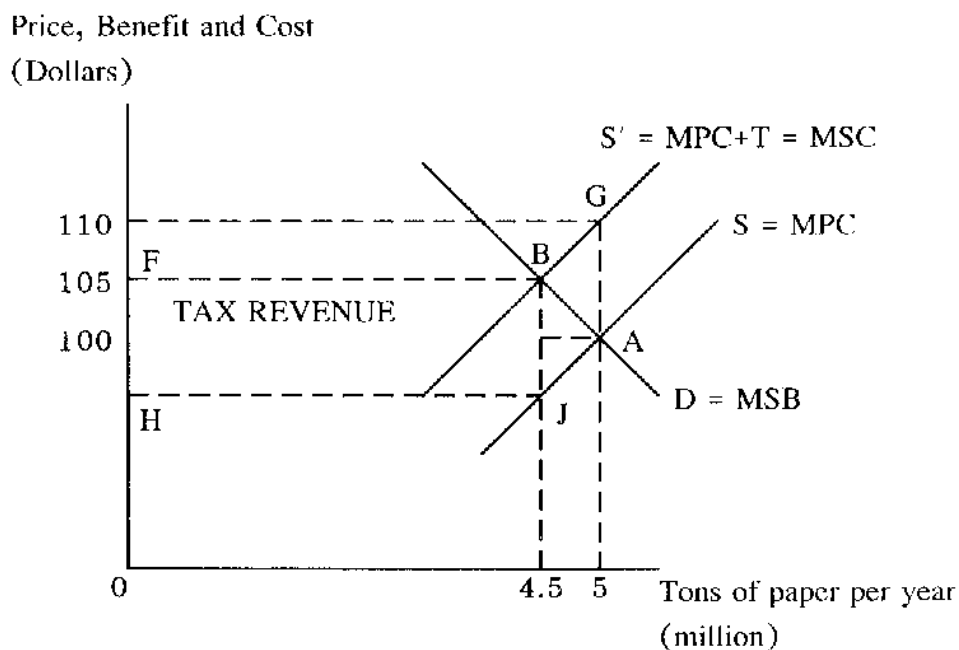 Price, Benefit and Cost
(Dollars)
S' = MPC+T = MSC
G
110
S = MPC
F
B
105
TAX REVENUE
100
A
H
J
D = MSB
0
4.5
5
Tons of paper per year
(million)